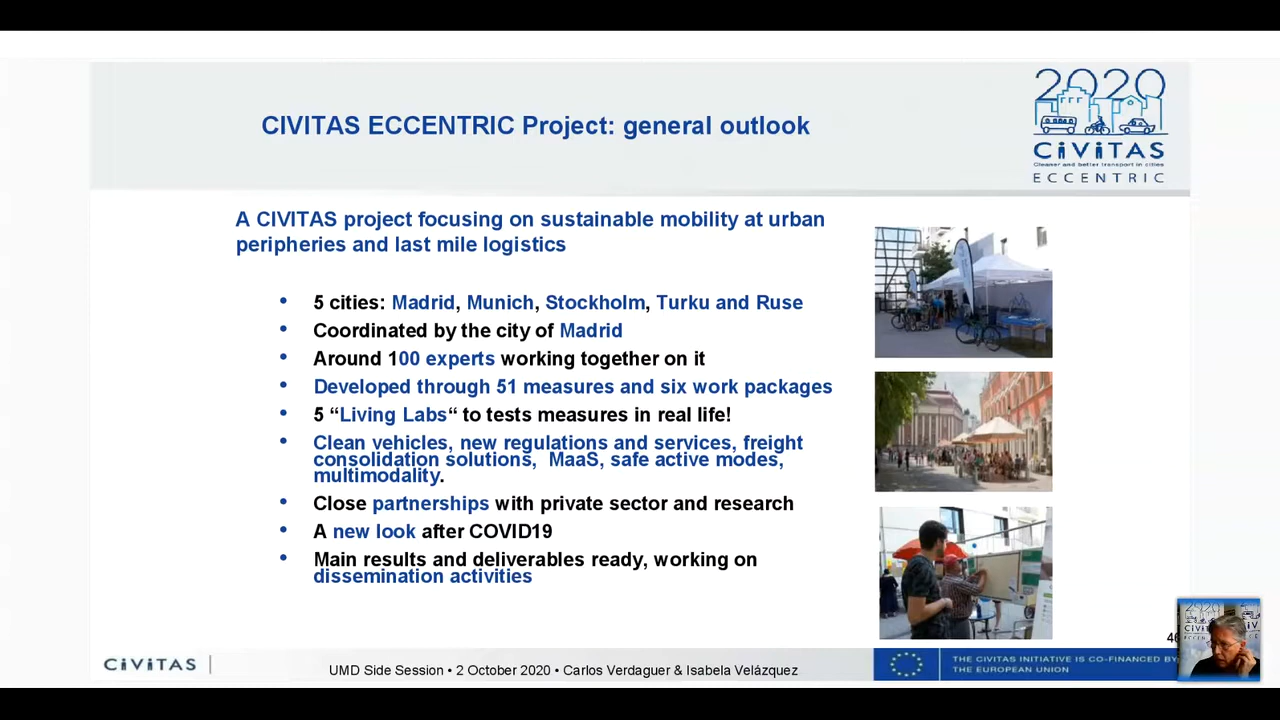 2020
CIVITAS
Cleaner and better transport in cities
ECCENTRIC
CIVITAS ECCENTRIC Project: general outlook
A CIVITAS project focusing on sustainable mobility at urban
peripheries and last mile logistics
• 5 cities: Madrid, Munich, Stockholm, Turku and Ruse
• Coordinated by the city of Madrid
• Around 100 experts working together on it
• Developed through 51 measures and six work packages
• 5 “Living Labs“ to tests measures in real life!
• Clean vehicles, new regulations and services, freight
consolidation solutions, MaaS, safe active modes,
multimodality.
• Close partnerships with private sector and research
• A new look after COVID19
• Main results and deliverables ready, working on
dissemination activities
CIVITAS
UMD Side Session • 2 October 2020 • Carlos Verdaguer & Isabela Velázquez
THE CIVITAS INITIATIVE IS CO-FINANCED BY
THE EUROPEAN UNION